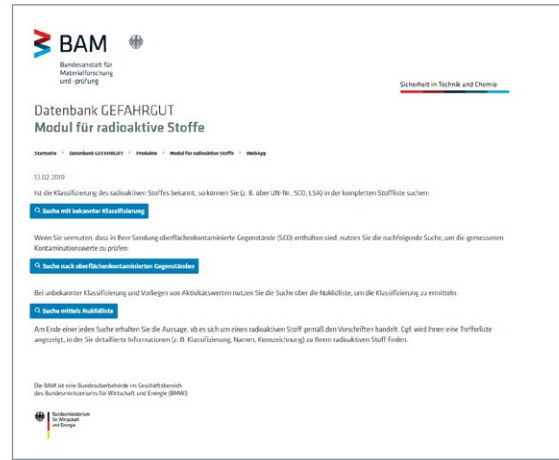 BAM
Bundesanstalt für
Materialforschung
und -prüfung
Sicherheit in Technik und Chemie
Datenbank GEFAHRGUT
Modul für radioaktive Stoffe
Startseite > Datenbank GEFAHRGUT > Produkte > Modul für radioaktive Stoffe > WebApp
13.02.2019
Ist die Klassifizierung des radioaktiven Stoffes bekannt, so können Sie (z. B. über UN-Nr., SCO, LSA) in der kompletten Stoffliste suchen:
Suche mit bekannter Klassifizierung
Wenn Sie vermuten, dass in Ihrer Sendung oberflächenkontaminierte Gegenstände (SCO) enthalten sind, nutzen Sie die nachfolgende Suche, um die gemessenen
Kontaminationswerte zu prüfen:
Suche nach oberflächenkontaminierten Gegenständen
Bei unbekannter Klassifizierung und Vorliegen von Aktivitätswerten nutzen Sie die Suche über die Nuklidliste, um die Klassifizierung zu ermitteln:
Suche mittels Nuklidliste
Am Ende einer jeden Suche erhalten Sie die Aussage, ob es sich um einen radioaktiven Stoff gemäß den Vorschriften handelt. Ggf. wird Ihnen eine Trefferliste
angezeigt, in der Sie detaillierte Informationen (z. B. Klassifizierung, Namen, Kennzeichnung) zu Ihrem radioaktiven Stoff finden.
Die BAM ist eine Bundesoberbehörde im Geschäftsbereich
des Bundesministeriums für Wirtschaft und Energie (BMWi)
Bundesministerium
für Wirtschaft
und Energie